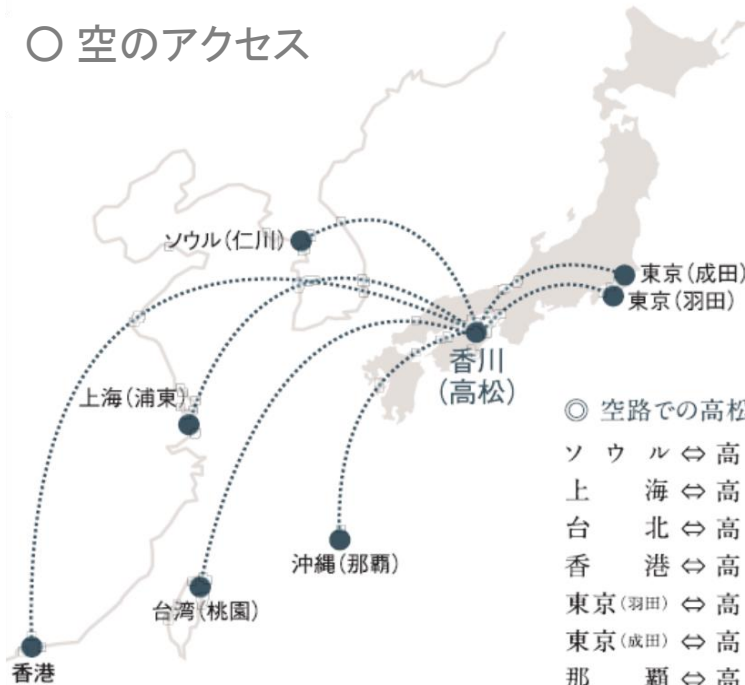 〇 空のアクセス
ソウル(仁川)
東京(成田)
東京(羽田)
香川
(高松)
上海(浦東)
沖縄(那覇)
台湾(桃園)
香港
◎ 空路での高松
ソウル ⇔ 高
上海 ⇔ 高
台北 ⇔ 高
香港 ⇔ 高
東京(羽田) ⇔ 高
東京(成田) ⇔ 高
那覇 ⇔ 高